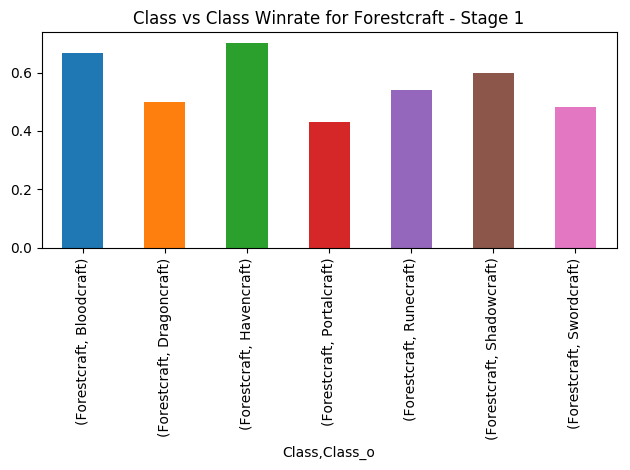 Class vs Class Winrate for Forestcraft - Stage 1
0.6
0.4
0.2
0.0
(Forestcraft, Bloodcraft)
(Forestcraft, Dragoncraft)
(Forestcraft, Havencraft)
(Forestcraft, Portalcraft)
(Forestcraft, Runecraft)
(Forestcraft, Shadowcraft)
(Forestcraft, Swordcraft)
Class,Class_o